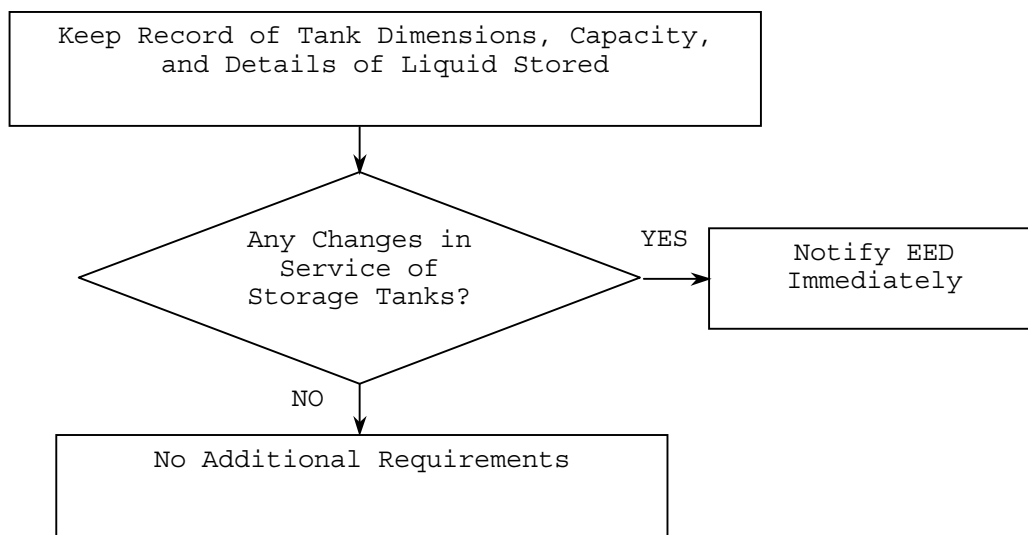 Keep Record of Tank Dimensions, Capacity,
and Details of Liquid Stored
Any Changes in
Service of
Storage Tanks?
YES
Notify EED
Immediately
NO
No Additional Requirements